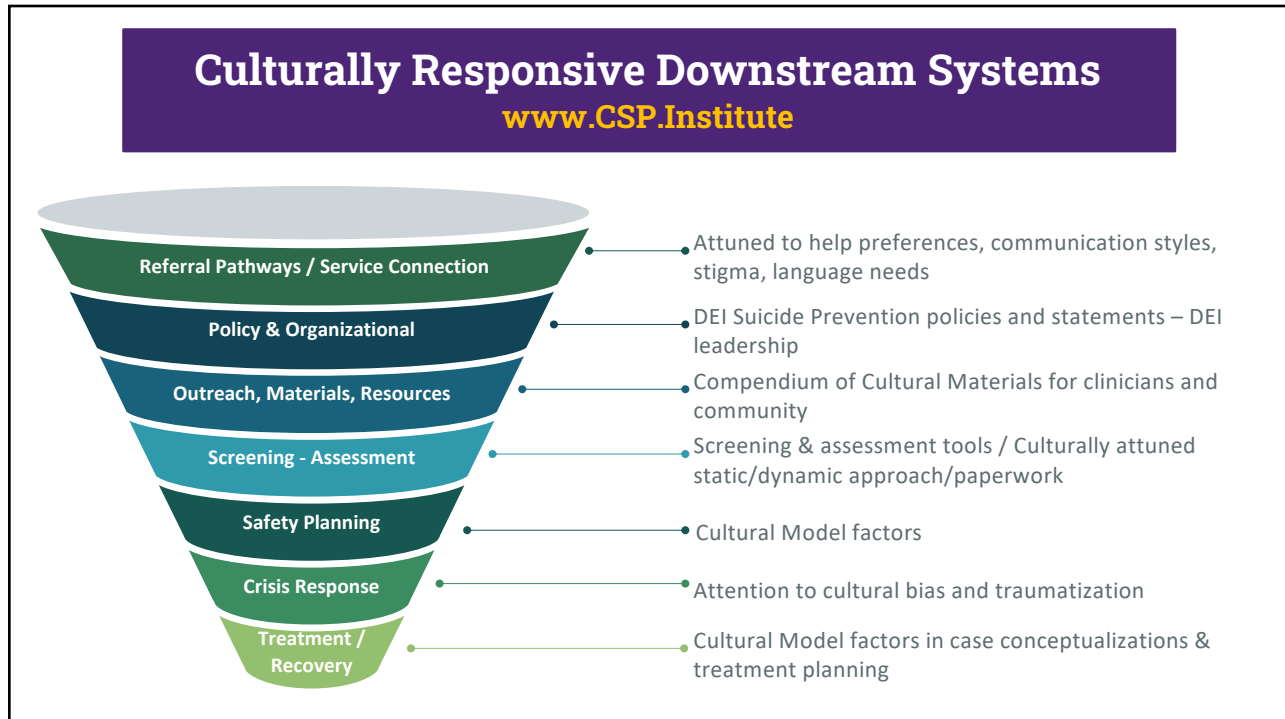 Culturally Responsive Downstream Systems
www.CSP.Institute
Referral Pathways / Service Connection
Attuned to help preferences, communication styles,
stigma, language needs
Policy & Organizational
DEI Suicide Prevention policies and statements – DEI
leadership
Outreach, Materials, Resources
Compendium of Cultural Materials for clinicians and
community
Screening - Assessment
Screening & assessment tools / Culturally attuned
static/dynamic approach/paperwork
Safety Planning
Cultural Model factors
Crisis Response
Attention to cultural bias and traumatization
Treatment /
Recovery
Cultural Model factors in case conceptualizations &
treatment planning